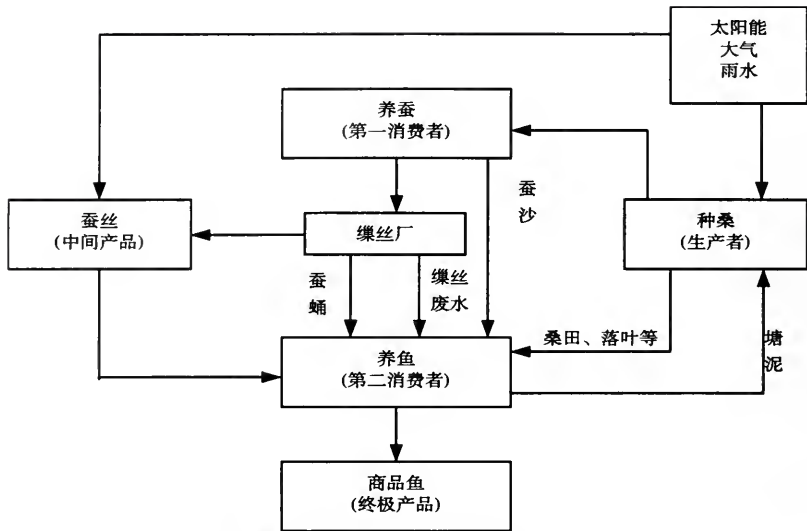 太阳能
大气
雨水
养蚕
(第一消费者)
蚕沙
蚕丝
(中间产品)
缫丝厂
种桑
(生产者)
蚕蛹
缫丝
废水
桑田、落叶等
塘泥
养鱼
(第二消费者)
商品鱼
(终极产品)